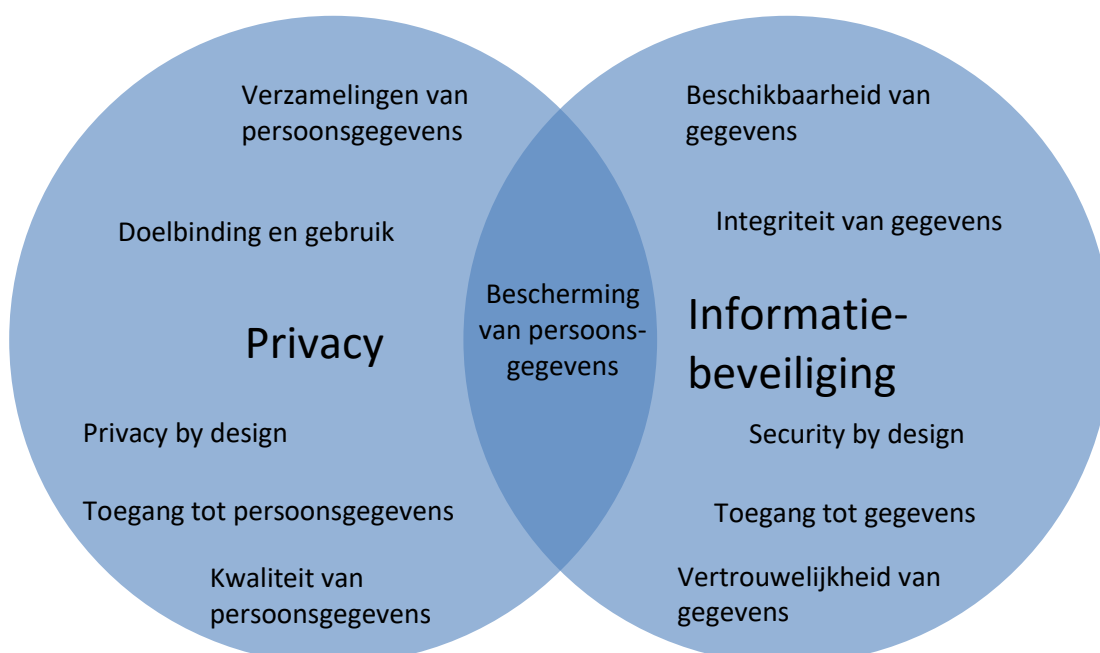 Verzamelingen van
persoonsgegevens
Doelbinding en gebruik
Privacy
Privacy by design
Toegang tot persoonsgegevens
Kwaliteit van
persoonsgegevens
Bescherming
van persoons-
gegevens
Beschikbaarheid van
gegevens
Integriteit van gegevens
Informatie-
beveiliging
Security by design
Toegang tot gegevens
Vertrouwelijkheid van
gegevens